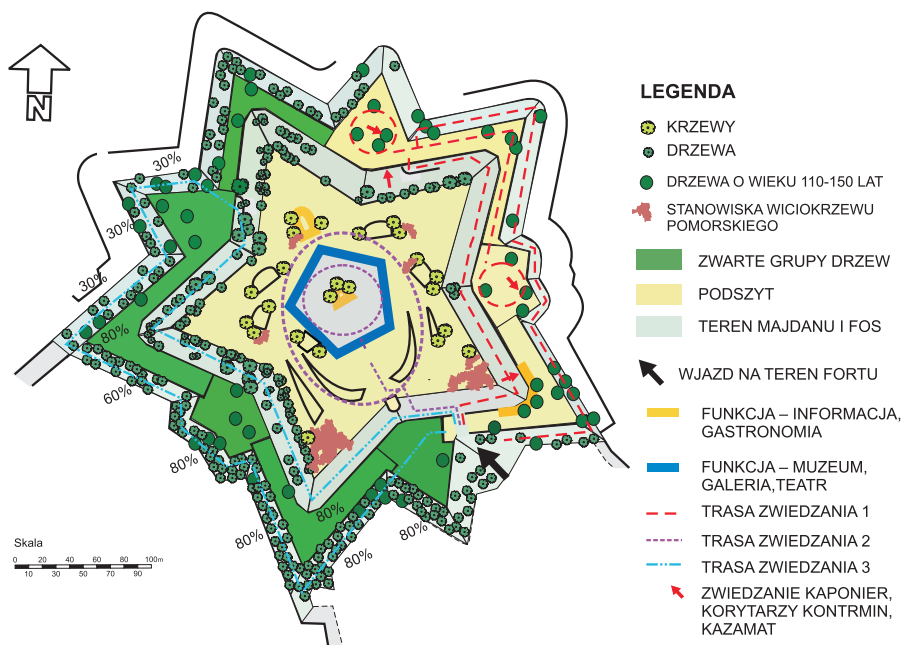 N
30%
30%
30%
80%
60%
80%
80%
80%
80%
80%
Skala
0 20 40 60 80 100m
10 30 50 70 90
LEGENDA
KRZEWY
DRZEWA
DRZEWA O WIEKU 110-150 LAT
STANOWISKA WICIOKRZEWU
POMORSKIEGO
ZWARTE GRUPY DRZEW
PODSZYT
TEREN MAJDANU I FOS
WJAZD NA TEREN FORTU
FUNKCJA – INFORMACJA,
GASTRONOMIA
FUNKCJA – MUZEUM,
GALERIA,TEATR
TRASA ZWIEDZANIA 1
TRASA ZWIEDZANIA 2
TRASA ZWIEDZANIA 3
ZWIEDZANIE KAPONIER,
KORYTARZY KONTRMIN,
KAZAMAT